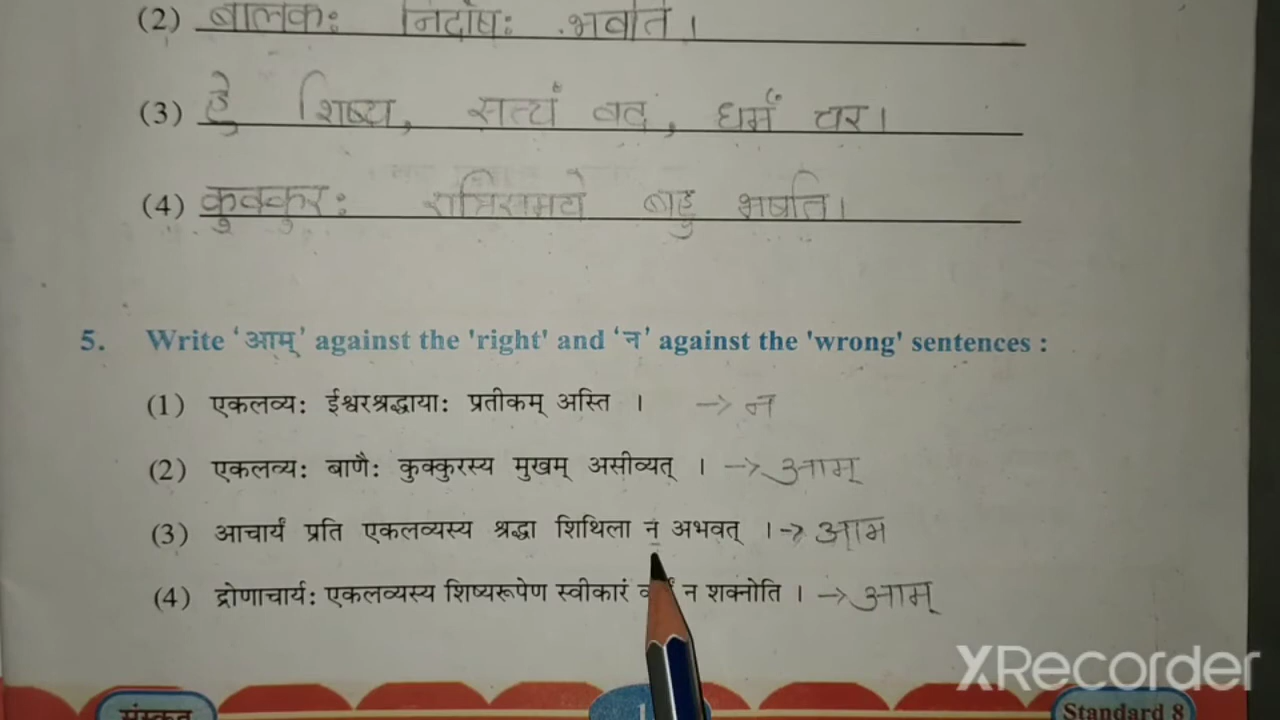 (2) बालकः निर्दोषः भवति ।
(3) हे शिष्य, सत्यं वद, धर्मं चर ।
(4) कुक्कुरः रात्रिसमये बाहु भषति ।
5. Write ‘आम्’ against the 'right' and ‘न’ against the 'wrong' sentences :
(1) एकलव्यः ईश्वरश्रद्धायाः प्रतीकम् अस्ति । -> न
(2) एकलव्यः बाणैः कुक्कुरस्य मुखम् असीव्यत् । -> आम्
(3) आचार्यं प्रति एकलव्यस्य श्रद्धा शिथिला न अभवत् । -> आम
(4) द्रोणाचार्यः एकलव्यस्य शिष्यरूपेण स्वीकारं न शक्नोति । -> आम्
XRecorder
संस्कृत Standard 8